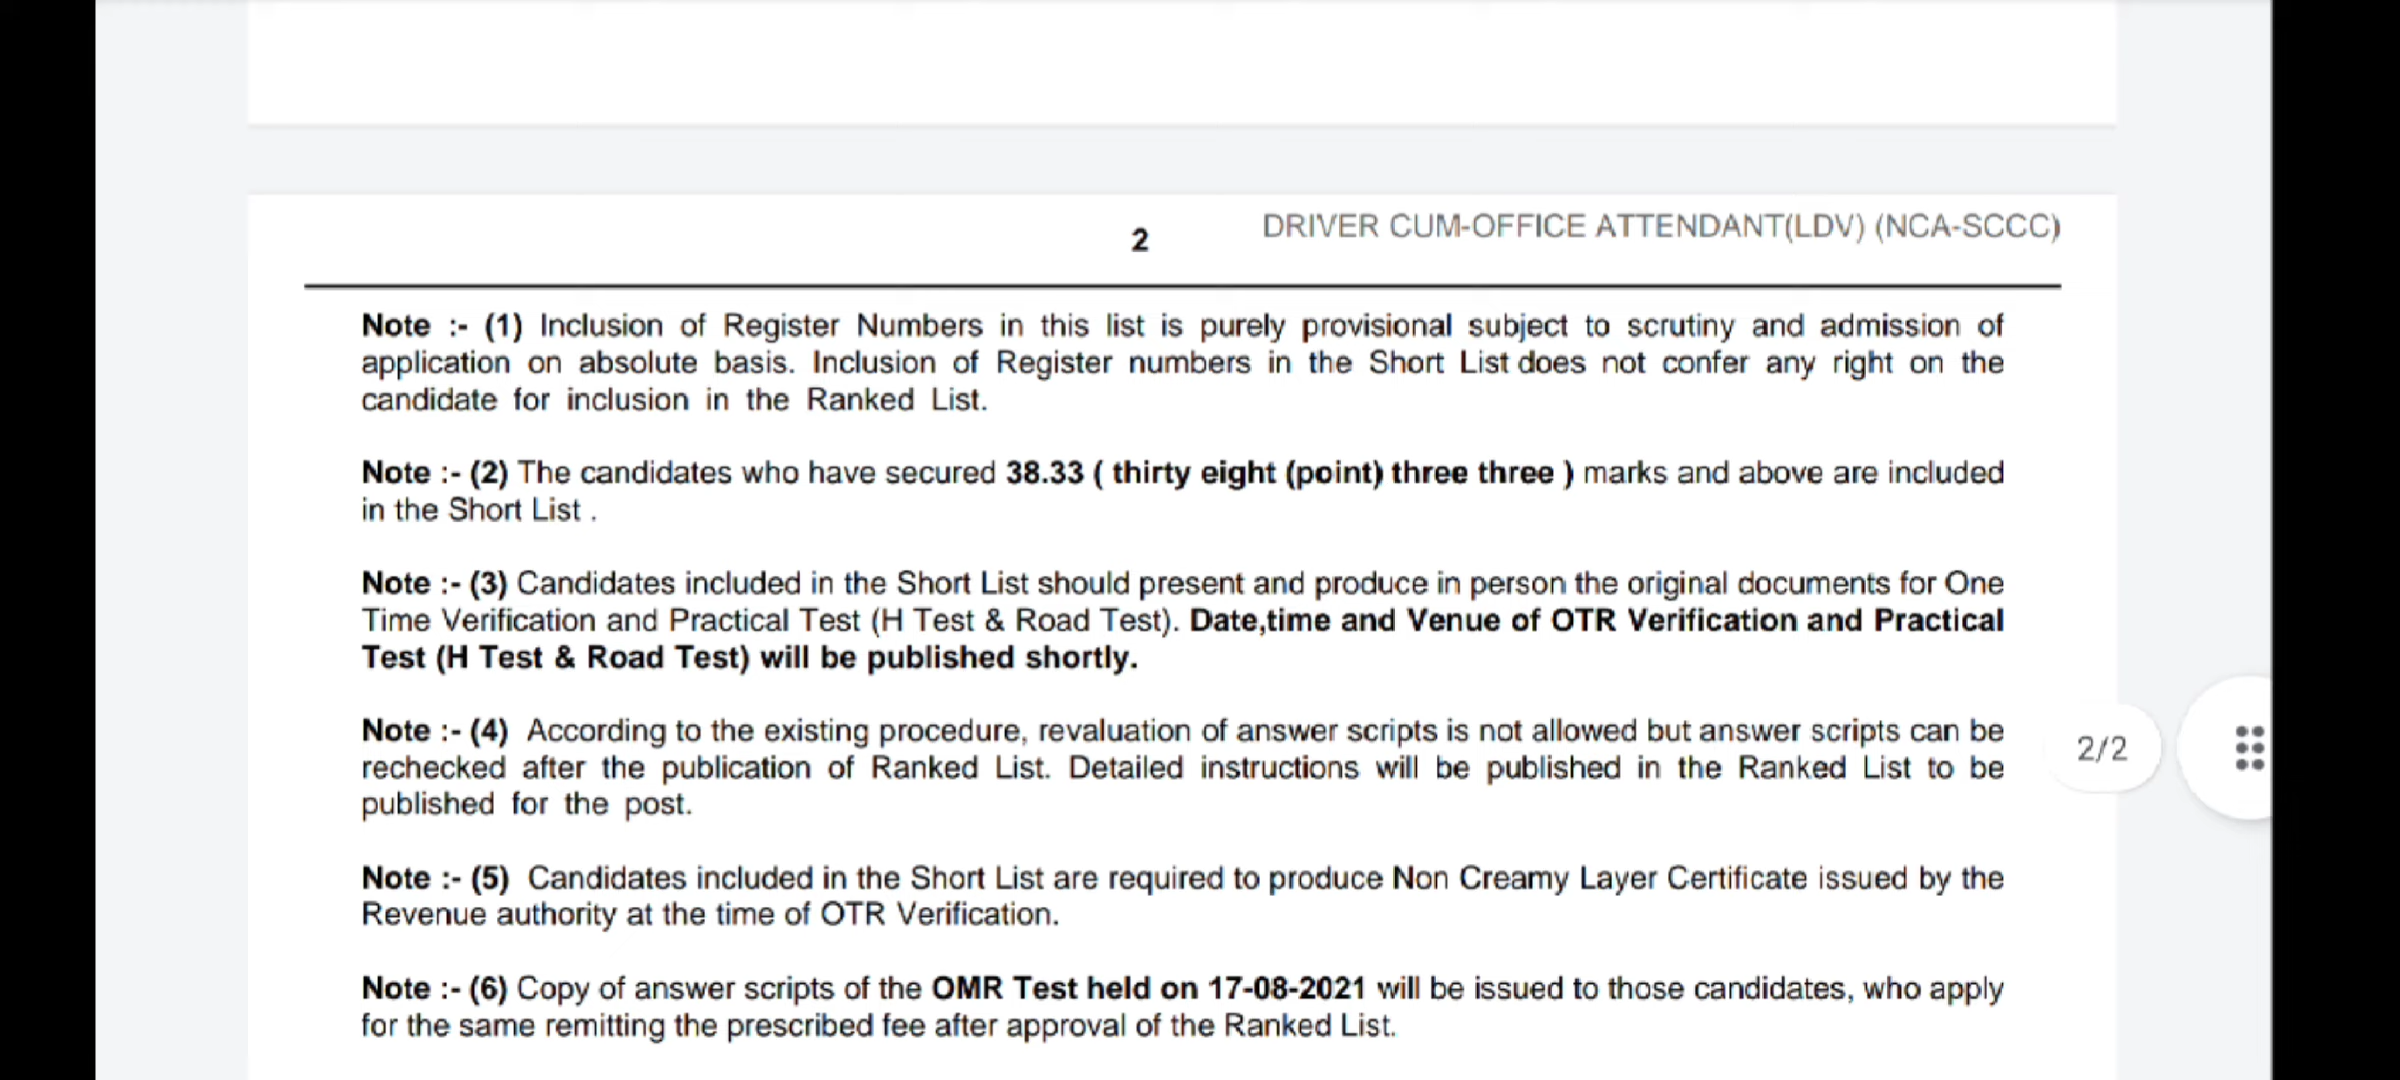 2
DRIVER CUM-OFFICE ATTENDANT(LDV) (NCA-SCCC)
Note :- (1) Inclusion of Register Numbers in this list is purely provisional subject to scrutiny and admission of
application on absolute basis. Inclusion of Register numbers in the Short List does not confer any right on the
candidate for inclusion in the Ranked List.
Note :- (2) The candidates who have secured 38.33 ( thirty eight (point) three three ) marks and above are included
in the Short List .
Note :- (3) Candidates included in the Short List should present and produce in person the original documents for One
Time Verification and Practical Test (H Test & Road Test). Date,time and Venue of OTR Verification and Practical
Test (H Test & Road Test) will be published shortly.
Note :- (4) According to the existing procedure, revaluation of answer scripts is not allowed but answer scripts can be
rechecked after the publication of Ranked List. Detailed instructions will be published in the Ranked List to be
published for the post.
2/2
Note :- (5) Candidates included in the Short List are required to produce Non Creamy Layer Certificate issued by the
Revenue authority at the time of OTR Verification.
Note :- (6) Copy of answer scripts of the OMR Test held on 17-08-2021 will be issued to those candidates, who apply
for the same remitting the prescribed fee after approval of the Ranked List.